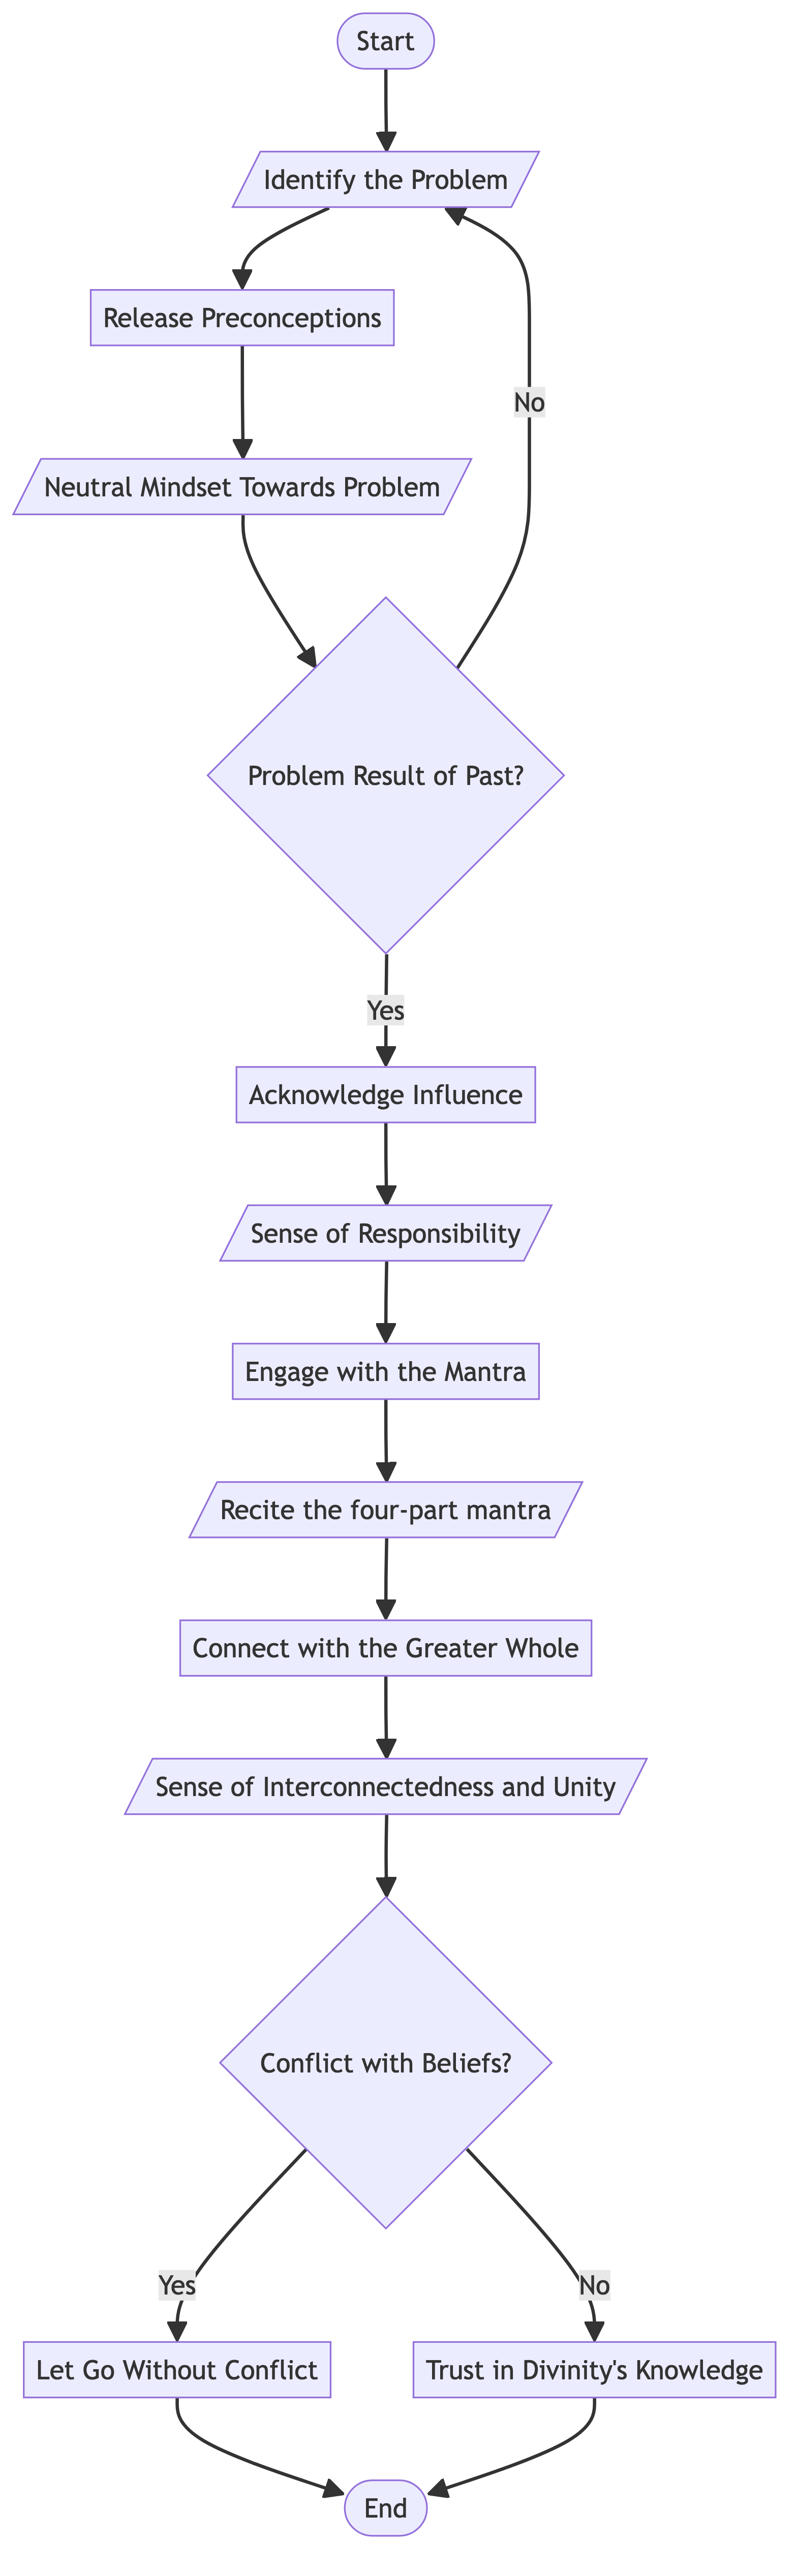 Start
Identify the Problem
Release Preconceptions
No
Neutral Mindset Towards Problem
Problem Result of Past?
Yes
Acknowledge Influence
Sense of Responsibility
Engage with the Mantra
Recite the four-part mantra
Connect with the Greater Whole
Sense of Interconnectedness and Unity
Conflict with Beliefs?
Yes
No
Let Go Without Conflict
Trust in Divinity's Knowledge
End